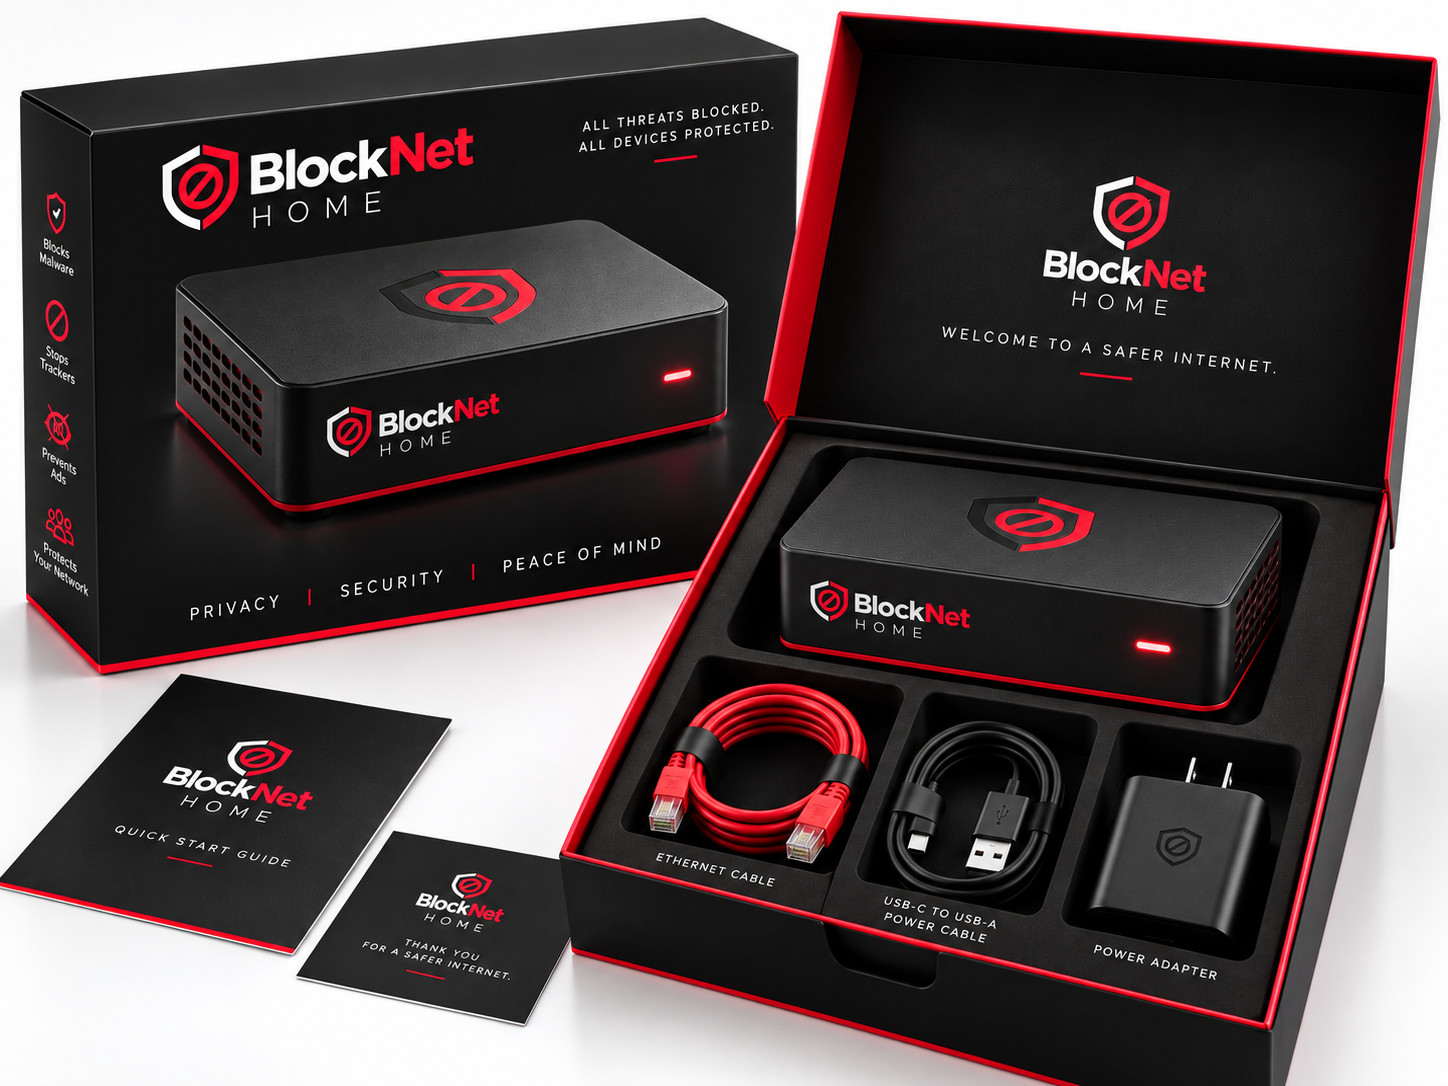 BlockNet
HOME
ALL THREATS BLOCKED.
ALL DEVICES PROTECTED.
Blocks
Malware
Stops
Trackers
Prevents
Ads
Protects
Your Network
BlockNet
HOME
PRIVACY | SECURITY | PEACE OF MIND
BlockNet
HOME
WELCOME TO A SAFER INTERNET.
BlockNet
HOME
ETHERNET CABLE
USB-C TO USB-A
POWER CABLE
POWER ADAPTER
BlockNet
HOME
QUICK START GUIDE
BlockNet
HOME
THANK YOU
FOR A SAFER INTERNET.